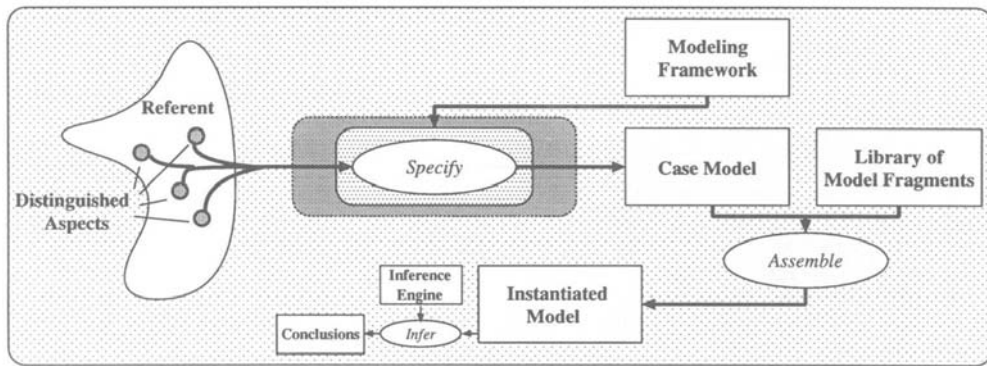 Modeling
Framework
Referent
Specify
Case Model
Library of
Model Fragments
Distinguished
Aspects
Assemble
Inference
Engine
Instantiated
Model
Conclusions
Infer